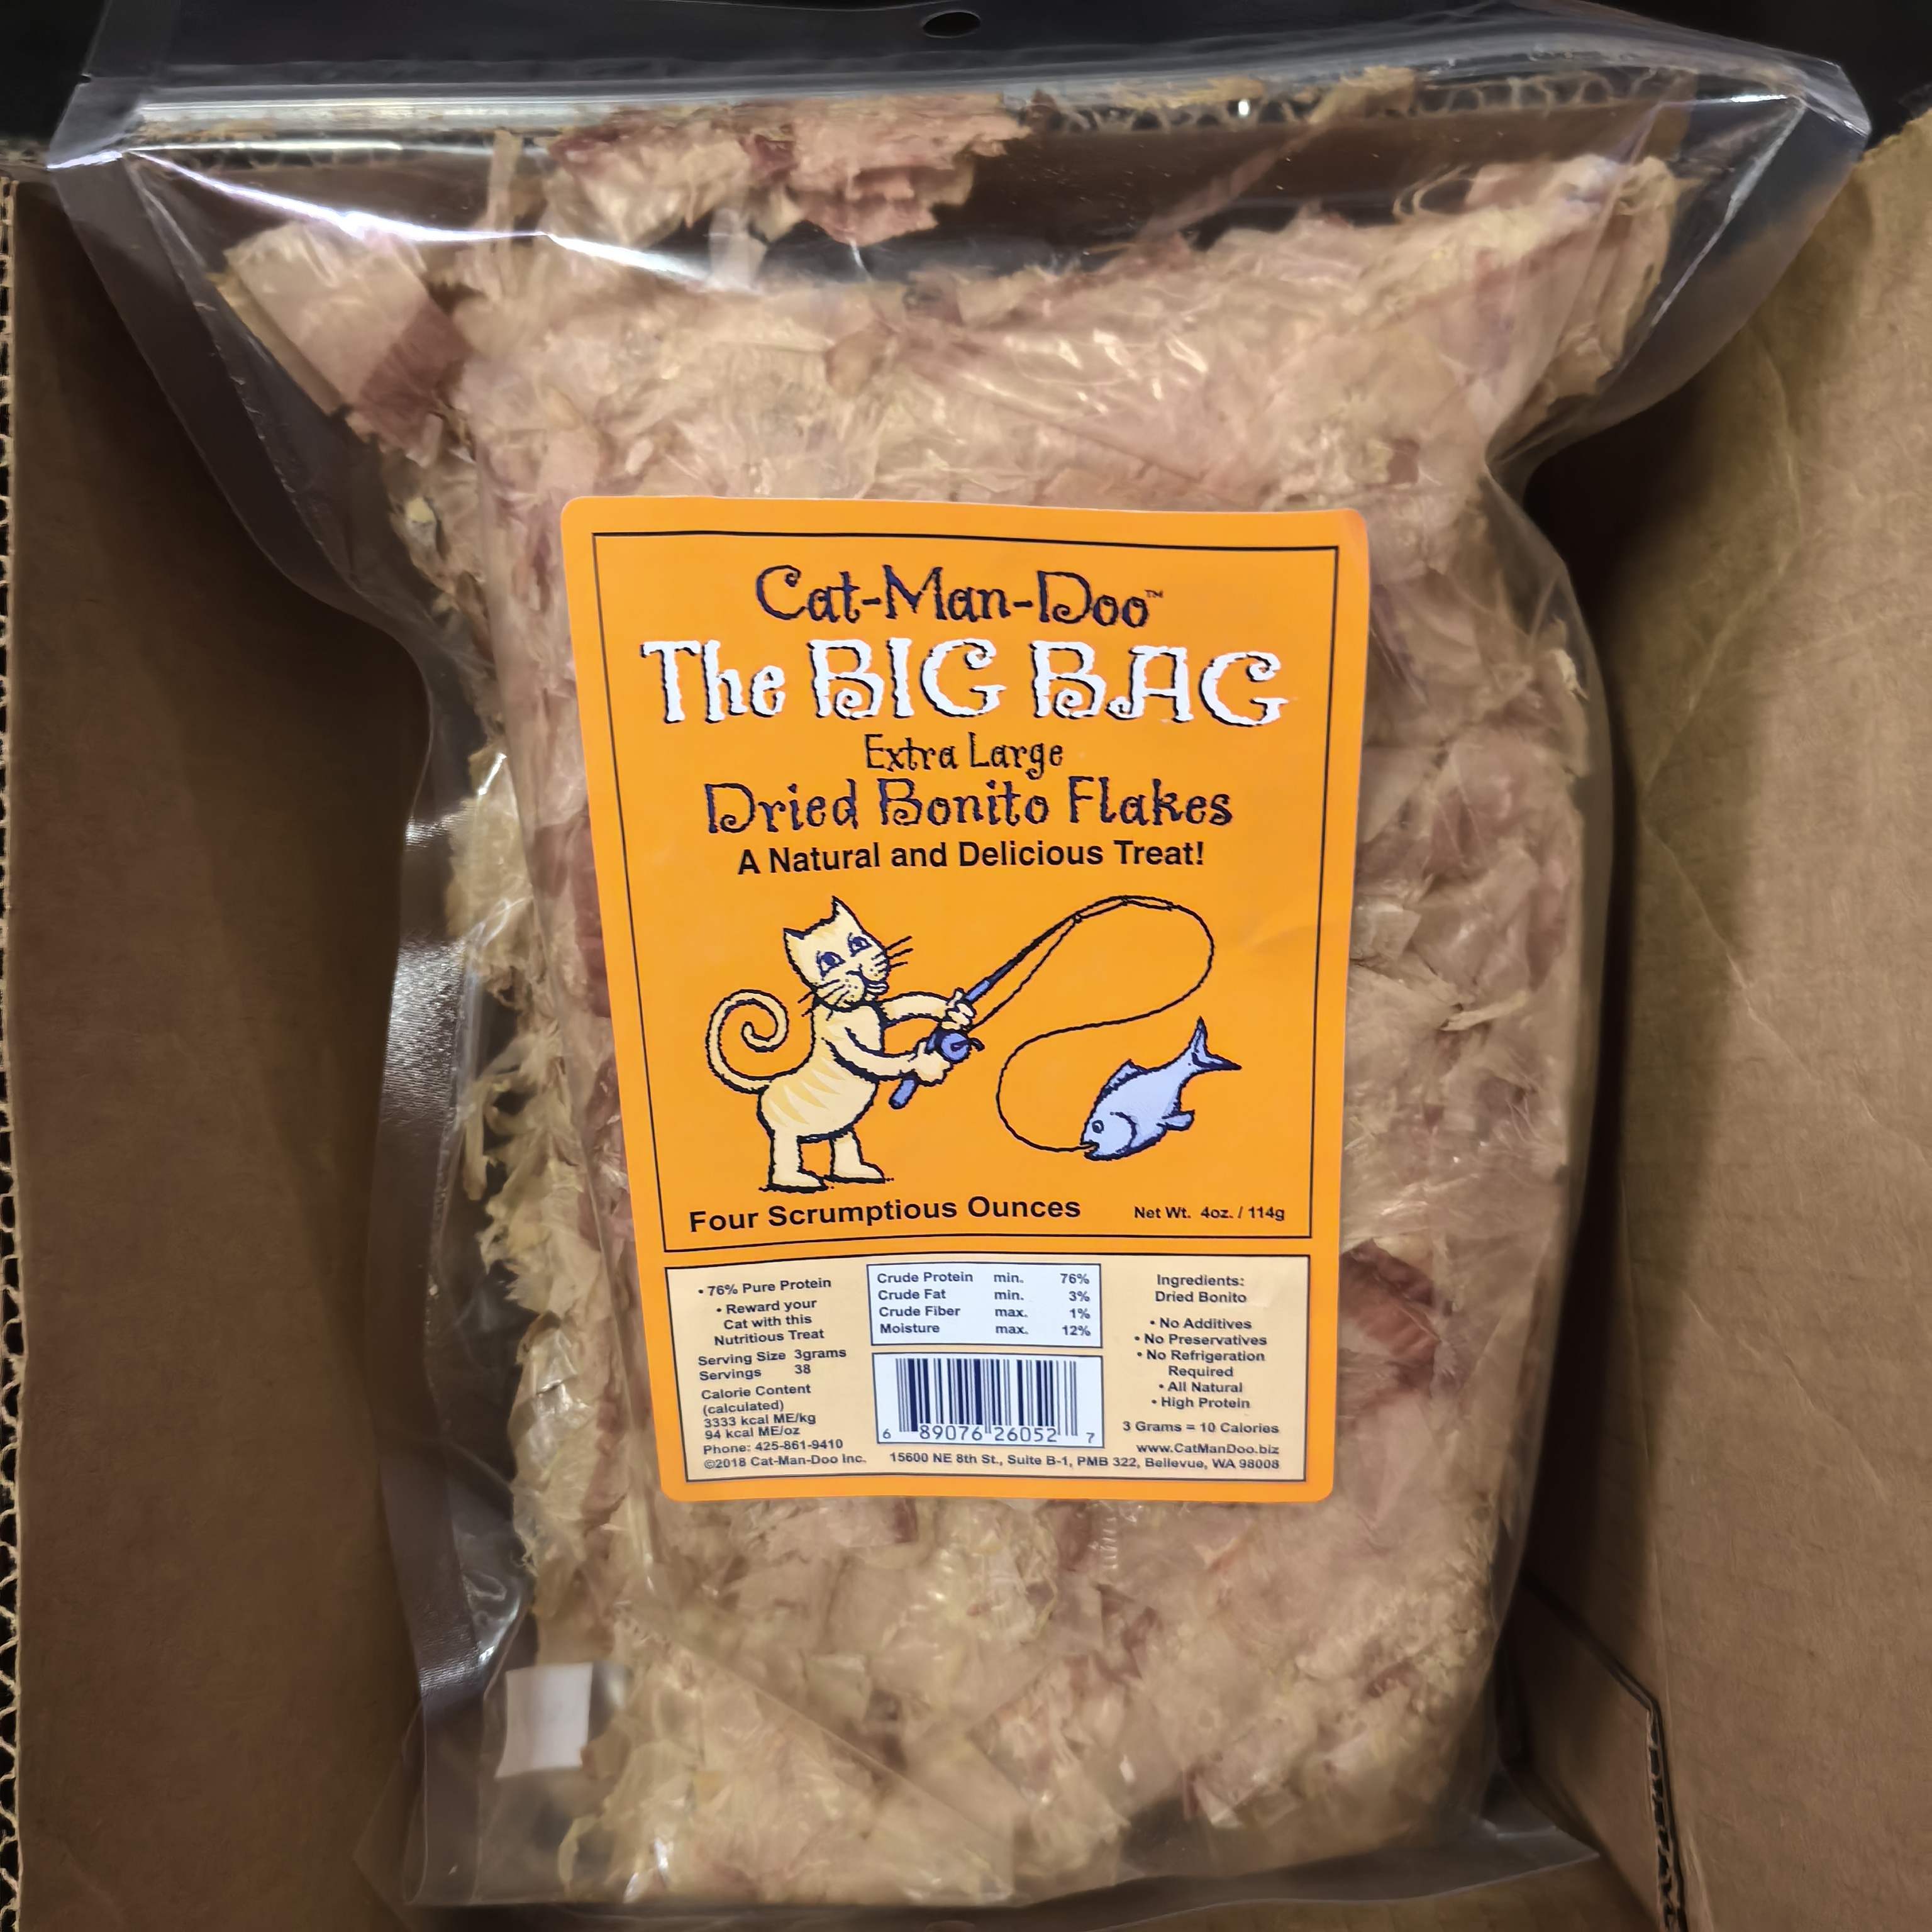 Cat-Man-Doo™
The BIG BAG
Extra Large
Dried Bonito Flakes
A Natural and Delicious Treat!
Four Scrumptious Ounces
Net Wt. 4oz. / 114g
• 76% Pure Protein
• Reward your
Cat with this
Nutritious Treat
Serving Size 3grams
Servings 38
Calorie Content
(calculated)
3333 kcal ME/kg
94 kcal ME/oz
Phone: 425-861-9410
©2018 Cat-Man-Doo Inc.
Crude Protein min. 76%
Crude Fat min. 3%
Crude Fiber max. 1%
Moisture max. 12%
6 89076 26052 7
Ingredients:
Dried Bonito
• No Additives
• No Preservatives
• No Refrigeration
Required
• All Natural
• High Protein
3 Grams = 10 Calories
www.CatManDoo.biz
15600 NE 8th St., Suite B-1, PMB 322, Bellevue, WA 98008